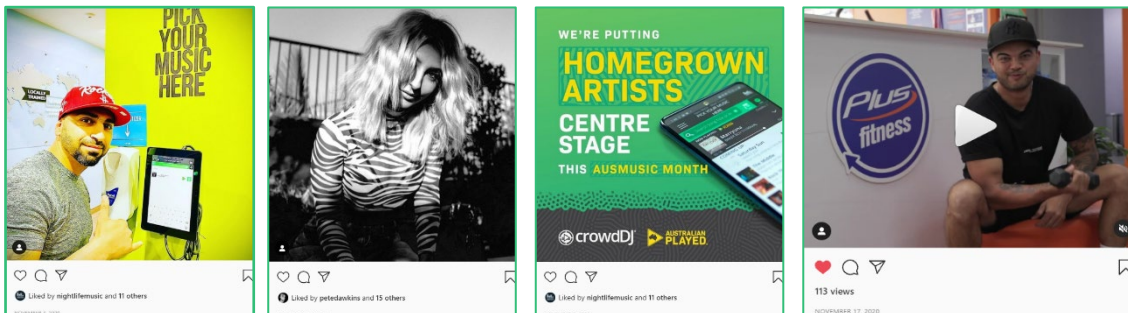 PICK
YOUR
MUSIC
HERE
LOCALLY
Liked by nightlifemusic and 11 others
Liked by petedawkins and 15 others
WE'RE PUTTING
HOMEGROWN
ARTISTS
CENTRE
STAGE
THIS AUSMUSIC MONTH
crowdDJ
AUSTRALIAN
PLAYED.
Liked by nightlifemusic and 11 others
Plus
fitness
113 views
NOVEMBER 17, 2020